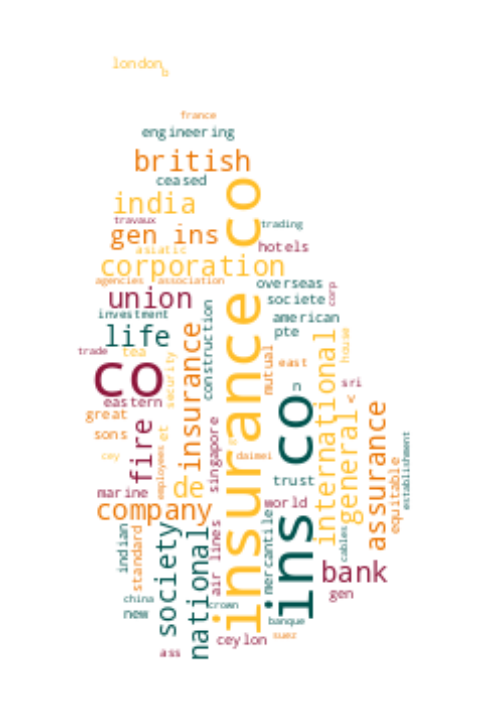 london
b
france
engineering
british
ceased
india
co
travaux
trading
gen ins
hotels
asiatic
corporation
agencies
association
overseas
corp
union
societe
investment
american
life
construction
pte
house
trade
tea
insurance
insurance
mutual
east
international
co
security
n
sri
eastern
v
great
general
assurance
fire
sons
et
singapore
ins co
establishment
cey
employees
daimei
equitable
de
trust
marine
world
company
mercantile
indian
standard
society
national
air lines
cables
bank
gen
china
crown
new
banque
ceylon
suez
ass